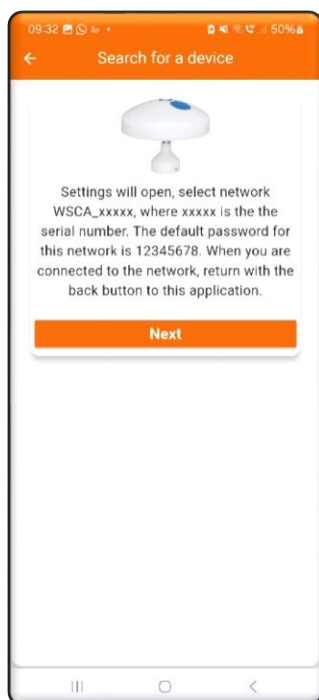 09:32
50%
Search for a device
Settings will open, select network
WSCA_xxxxx, where xxxxx is the the
serial number. The default password for
this network is 12345678. When you are
connected to the network, return with the
back button to this application.
Next